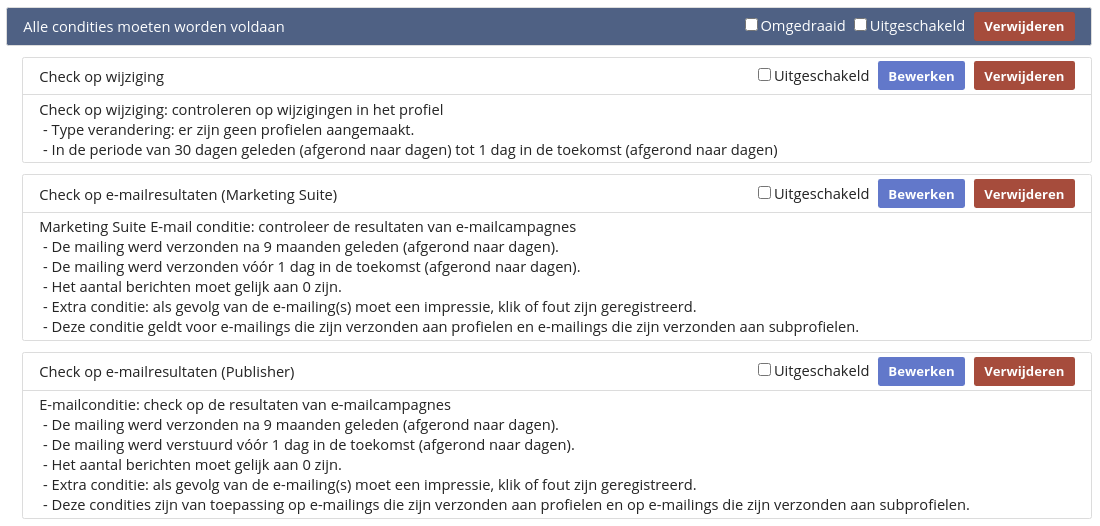 Alle condities moeten worden voldaan Omgedraaid Uitgeschakeld Verwijderen
Check op wijziging Uitgeschakeld Bewerken Verwijderen
Check op wijziging: controleren op wijzigingen in het profiel
- Type verandering: er zijn geen profielen aangemaakt.
- In de periode van 30 dagen geleden (afgerond naar dagen) tot 1 dag in de toekomst (afgerond naar dagen)
Check op e-mailresultaten (Marketing Suite) Uitgeschakeld Bewerken Verwijderen
Marketing Suite E-mail conditie: controleer de resultaten van e-mailcampagnes
- De mailing werd verzonden na 9 maanden geleden (afgerond naar dagen).
- De mailing werd verzonden vóór 1 dag in de toekomst (afgerond naar dagen).
- Het aantal berichten moet gelijk aan 0 zijn.
- Extra conditie: als gevolg van de e-mailing(s) moet een impressie, klik of fout zijn geregistreerd.
- Deze conditie geldt voor e-mailings die zijn verzonden aan profielen en e-mailings die zijn verzonden aan subprofielen.
Check op e-mailresultaten (Publisher) Uitgeschakeld Bewerken Verwijderen
E-mailconditie: check op de resultaten van e-mailcampagnes
- De mailing werd verzonden na 9 maanden geleden (afgerond naar dagen).
- De mailing werd verstuurd vóór 1 dag in de toekomst (afgerond naar dagen).
- Het aantal berichten moet gelijk aan 0 zijn.
- Extra conditie: als gevolg van de e-mailing(s) moet een impressie, klik of fout zijn geregistreerd.
- Deze condities zijn van toepassing op e-mailings die zijn verzonden aan profielen en op e-mailings die zijn verzonden aan subprofielen.